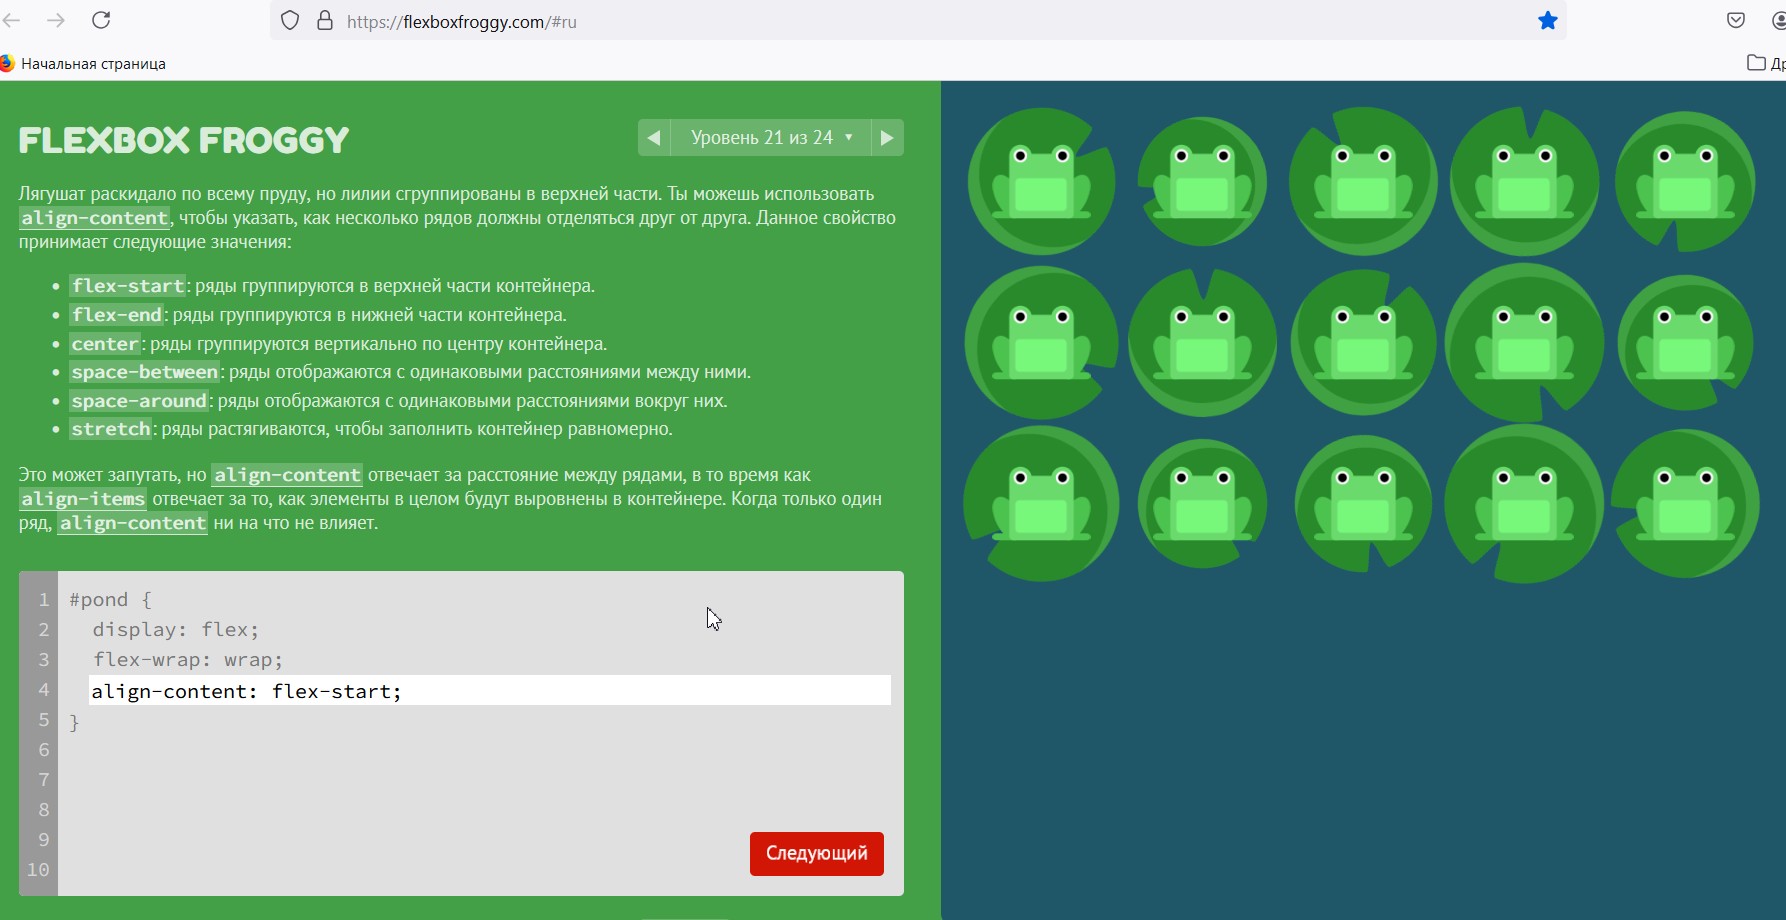 https://flexboxfroggy.com/#ru
Начальная страница
FLEXBOX FROGGY
Уровень 21 из 24
Лягушат раскидало по всему пруду, но лилии сгруппированы в верхней части. Ты можешь использовать
align-content, чтобы указать, как несколько рядов должны отделяться друг от друга. Данное свойство
принимает следующие значения:
flex-start: ряды группируются в верхней части контейнера.
flex-end: ряды группируются в нижней части контейнера.
center: ряды группируются вертикально по центру контейнера.
space-between: ряды отображаются с одинаковыми расстояниями между ними.
space-around: ряды отображаются с одинаковыми расстояниями вокруг них.
stretch: ряды растягиваются, чтобы заполнить контейнер равномерно.
Это может запутать, но align-content отвечает за расстояние между рядами, в то время как
align-items отвечает за то, как элементы в целом будут выровнены в контейнере. Когда только один
ряд, align-content ни на что не влияет.
1 #pond {
2 display: flex;
3 flex-wrap: wrap;
4 align-content: flex-start;
5 }
6
7
8
9
10
Следующий